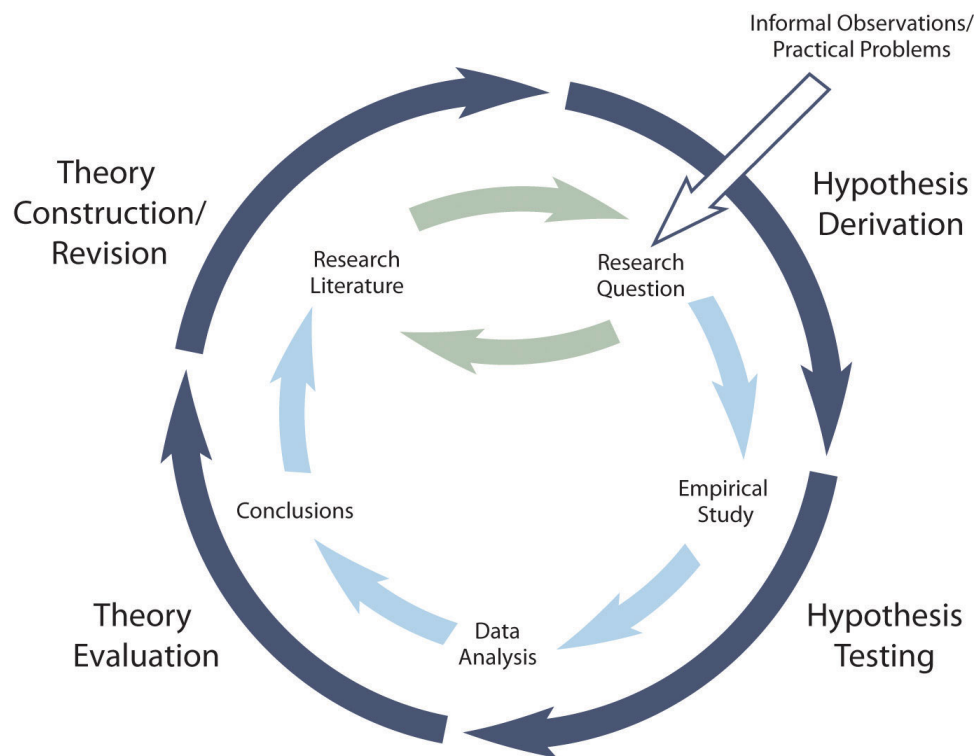 Informal Observations/
Practical Problems
Theory
Construction/
Revision
Hypothesis
Derivation
Research
Literature
Research
Question
Conclusions
Empirical
Study
Theory
Evaluation
Data
Analysis
Hypothesis
Testing